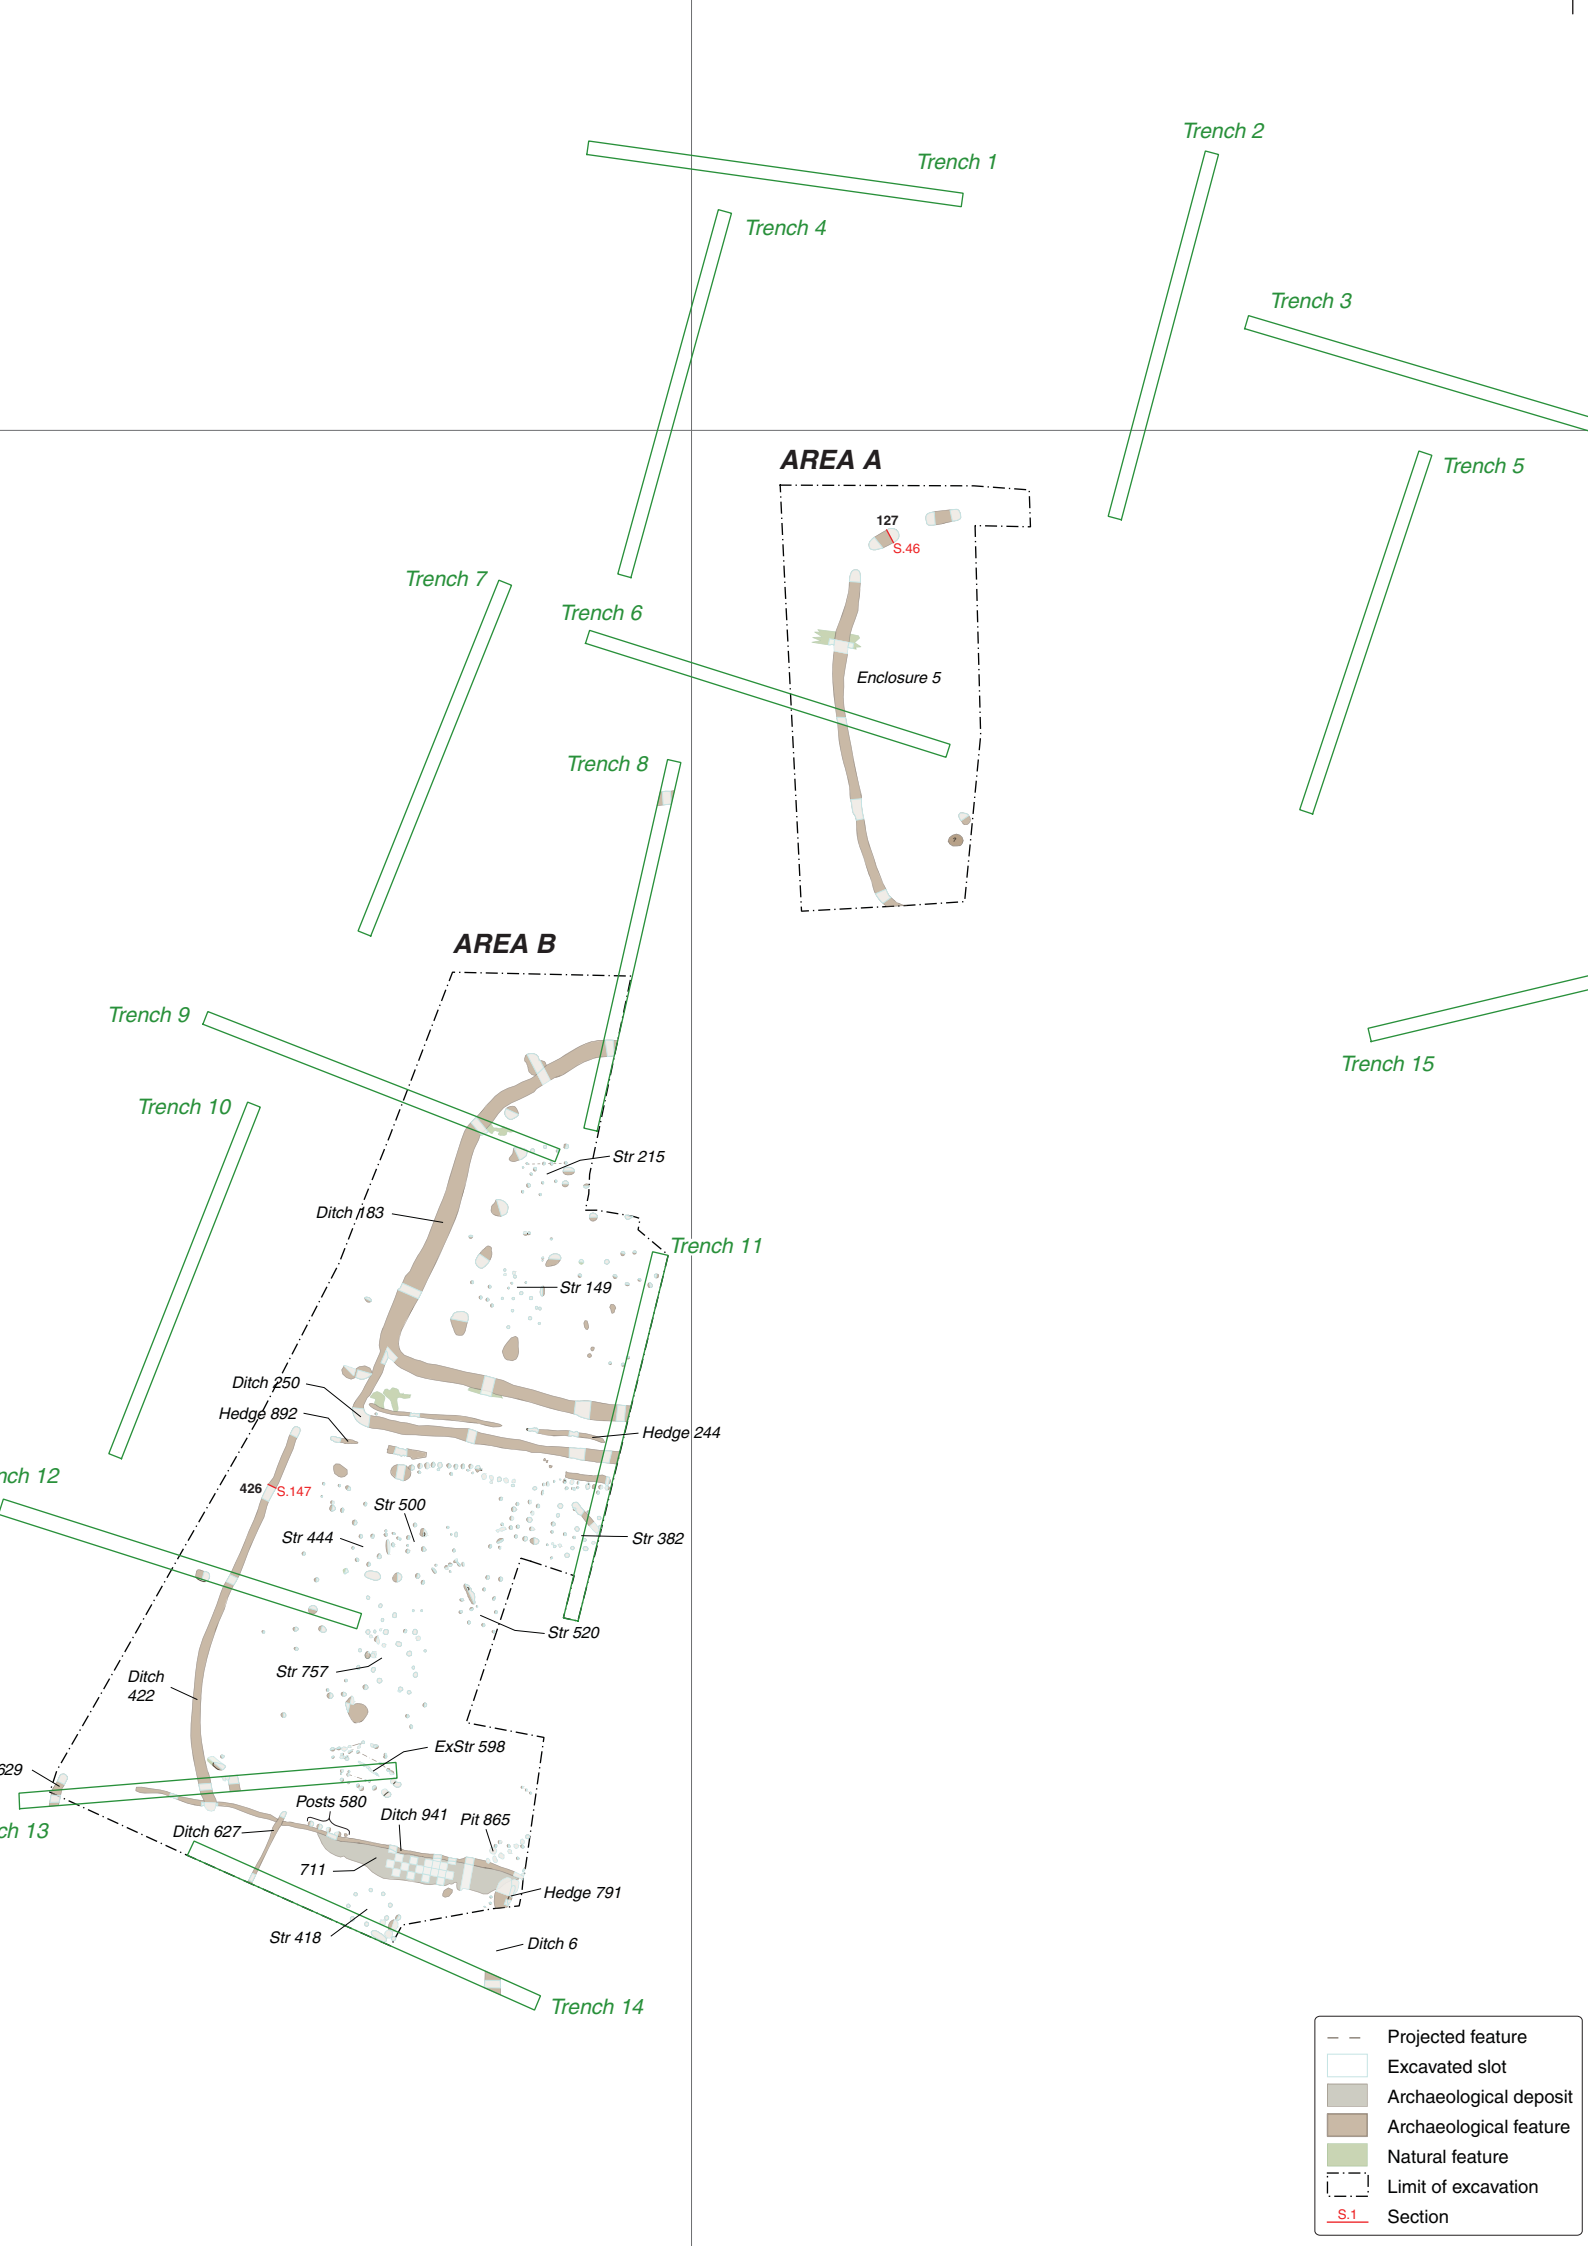 Trench 2
Trench 1
Trench 4
Trench 3
AREA A
Trench 5
127
S.46
Trench 7
Trench 6
Enclosure 5
Trench 8
AREA B
Trench 9
Trench 15
Trench 10
Str 215
Ditch 183
Trench 11
Str 149
Ditch 250
Hedge 892
Hedge 244
nch 12
426
S.147
Str 500
Str 444
Str 382
Str 520
Str 757
Ditch
422
ExStr 598
629
Posts 580
Ditch 941
Pit 865
ch 13
Ditch 627
711
Hedge 791
Str 418
Ditch 6
Trench 14
Projected feature
Excavated slot
Archaeological deposit
Archaeological feature
Natural feature
Limit of excavation
S.1 Section